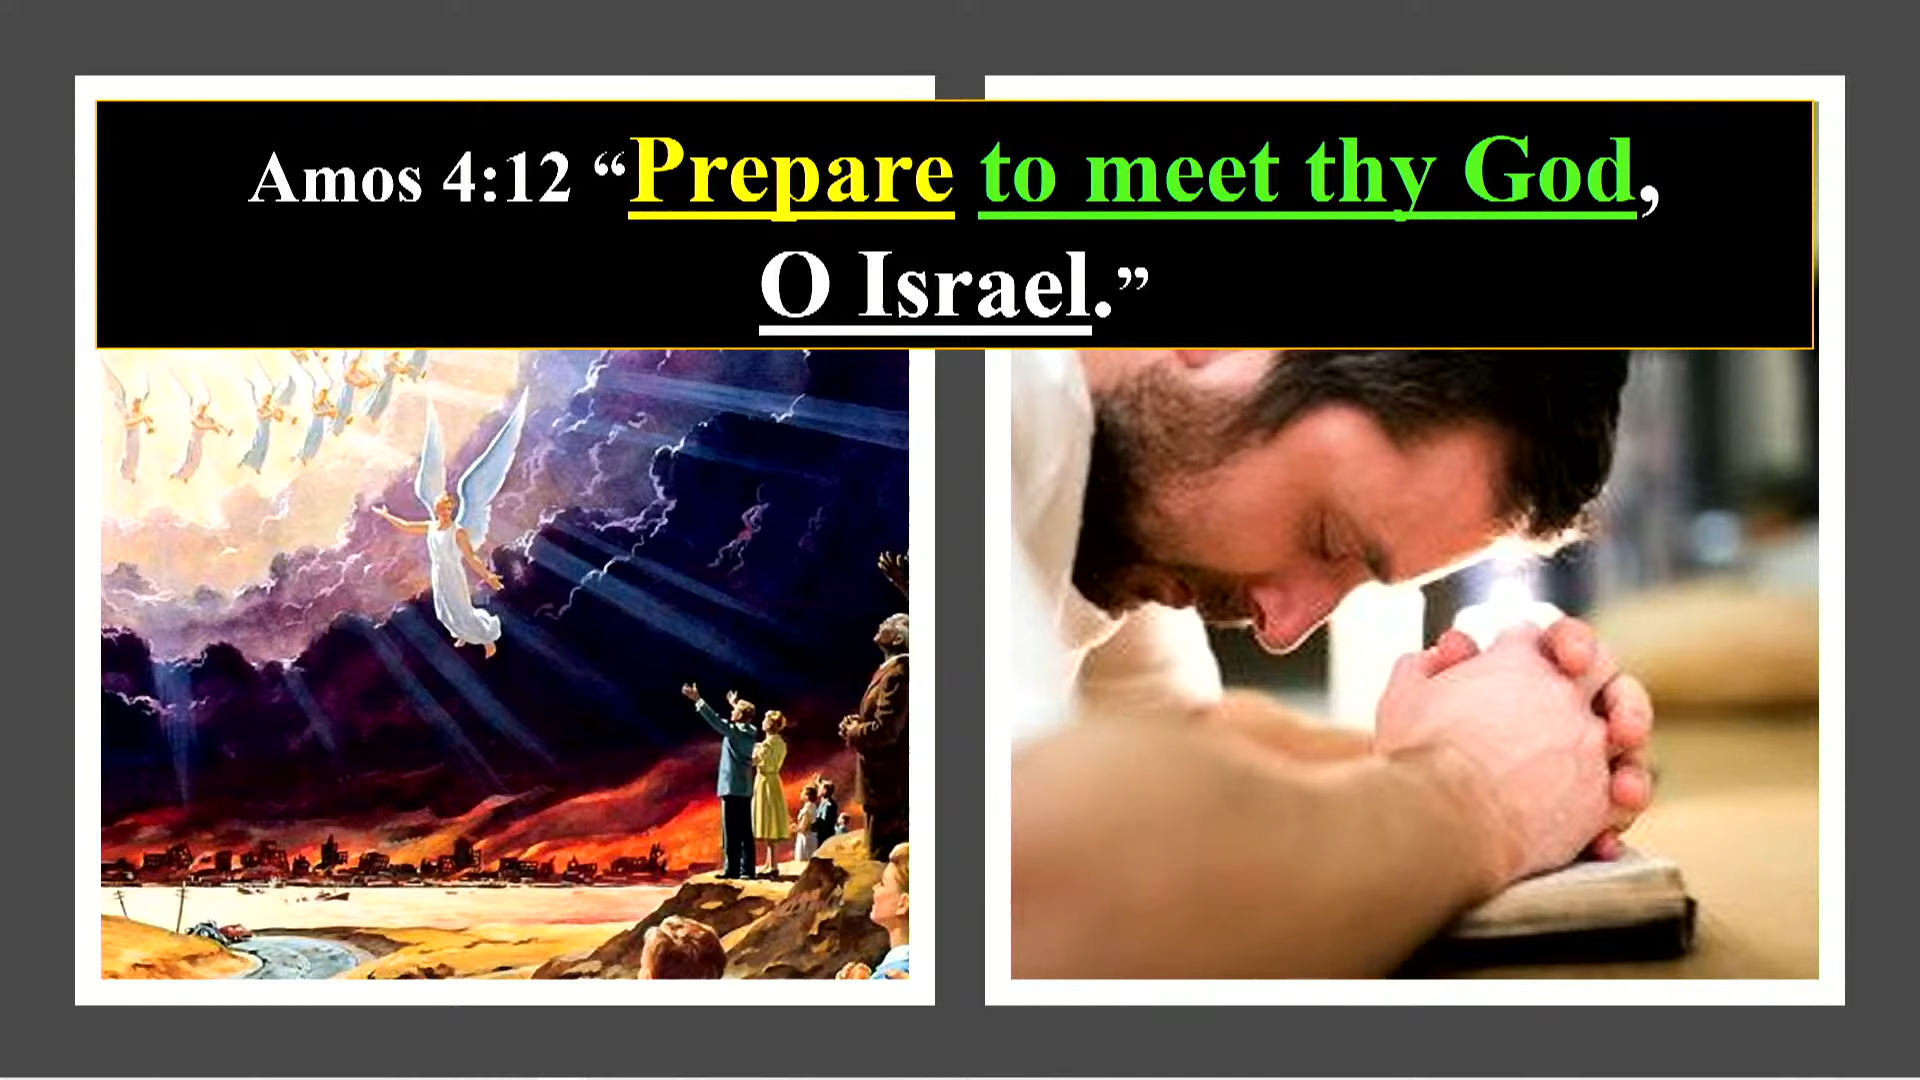 Amos 4:12 “Prepare to meet thy God,
O Israel.”